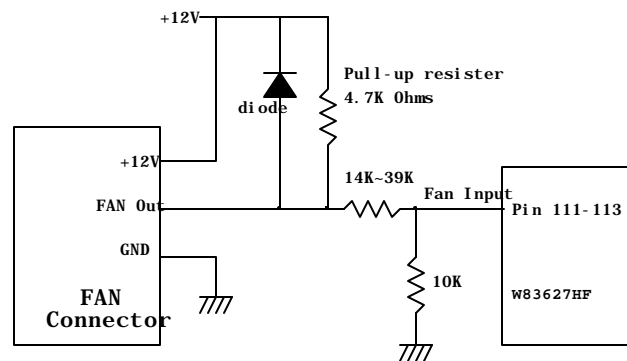 +12V
Pull-up resister
4.7K Ohms
diode
+12V
14K~39K
Fan Input
FAN Out
Pin 111-113
GND
10K
W83627HF
FAN
Connector